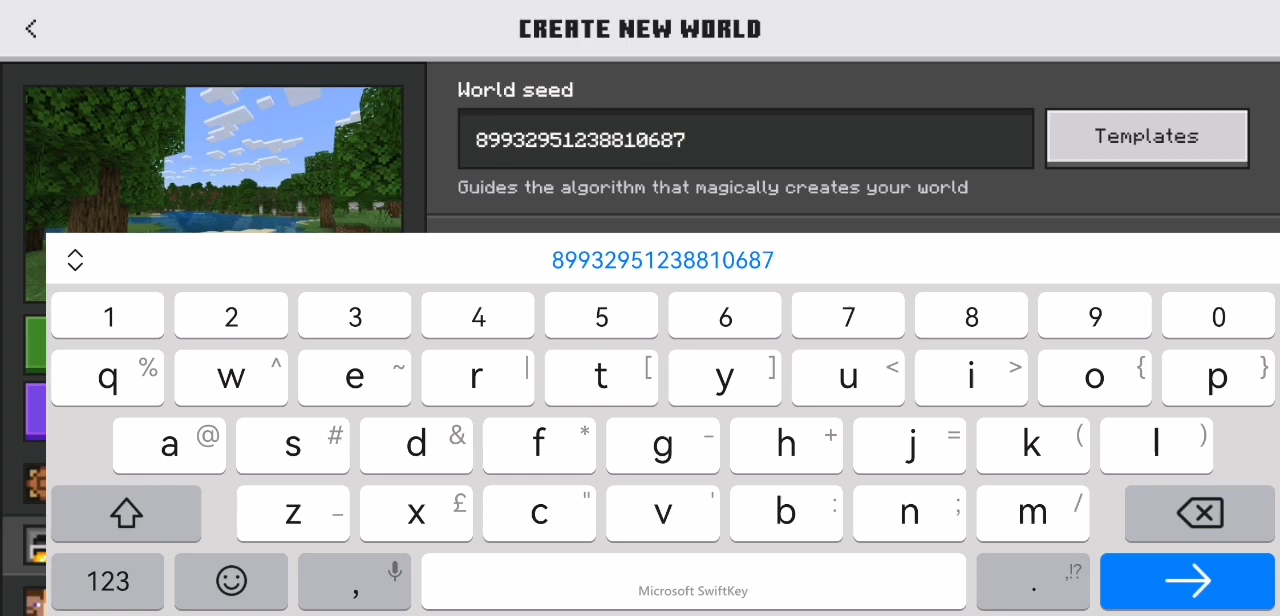 CREATE NEW WORLD
World seed
89932951238810687
Templates
Guides the algorithm that magically creates your world
89932951238810687
1 2 3 4 5 6 7 8 9 0
q % w ^ e ~ r | t [ y ] u < i > o { p }
a @ s # d & f * g - h + j = k ( l )
z _ x £ c " v ' b : n ; m /
123 , Microsoft SwiftKey . ,!?